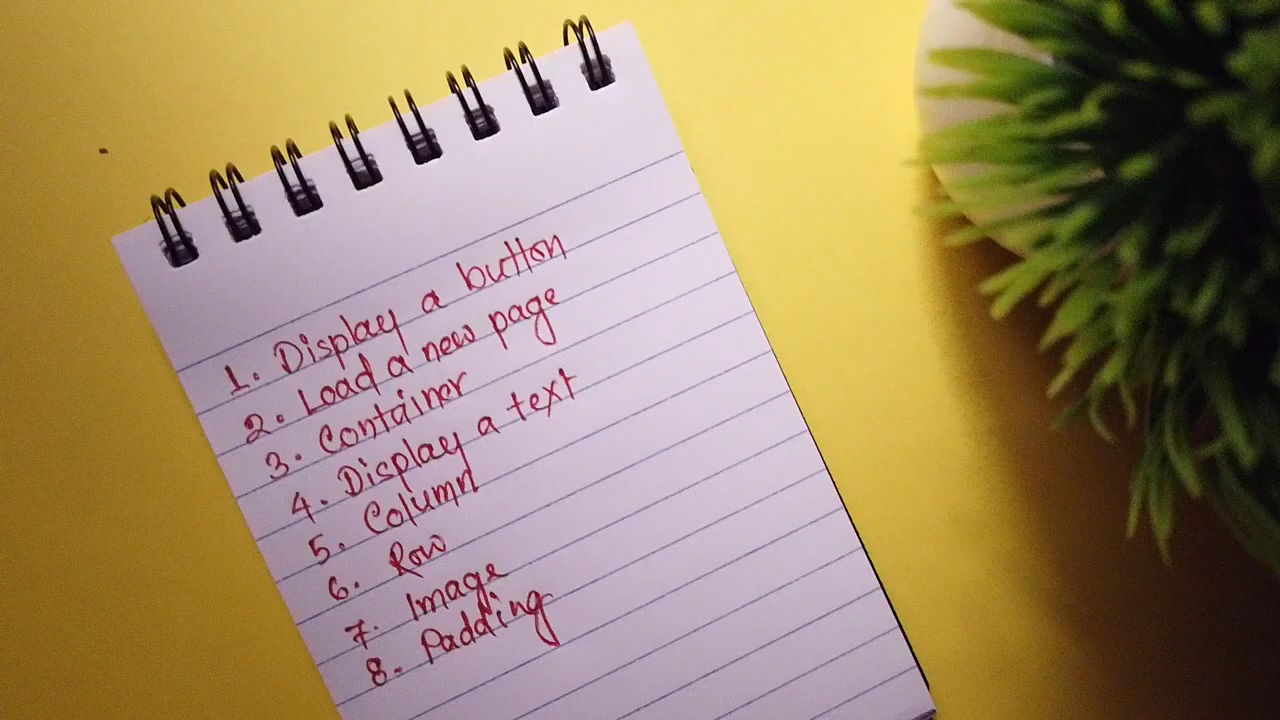 1. Display a button
2. Load a new page
3. Container
4. Display a text
5. Column
6. Row
7. Image
8. Padding